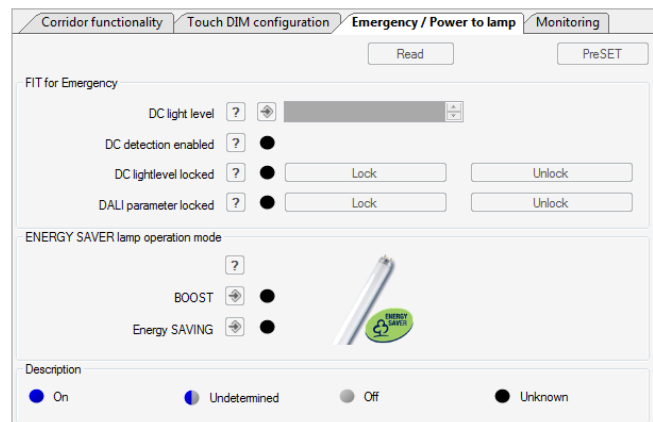 Corridor functionality Touch DIM configuration Emergency / Power to lamp Monitoring
Read PreSET
FIT for Emergency
DC light level ?
DC detection enabled ?
DC lightlevel locked ? Lock Unlock
DALI parameter locked ? Lock Unlock
ENERGY SAVER lamp operation mode
?
BOOST
Energy SAVING
ENERGY
SAVER
Description
On Undetermined Off Unknown